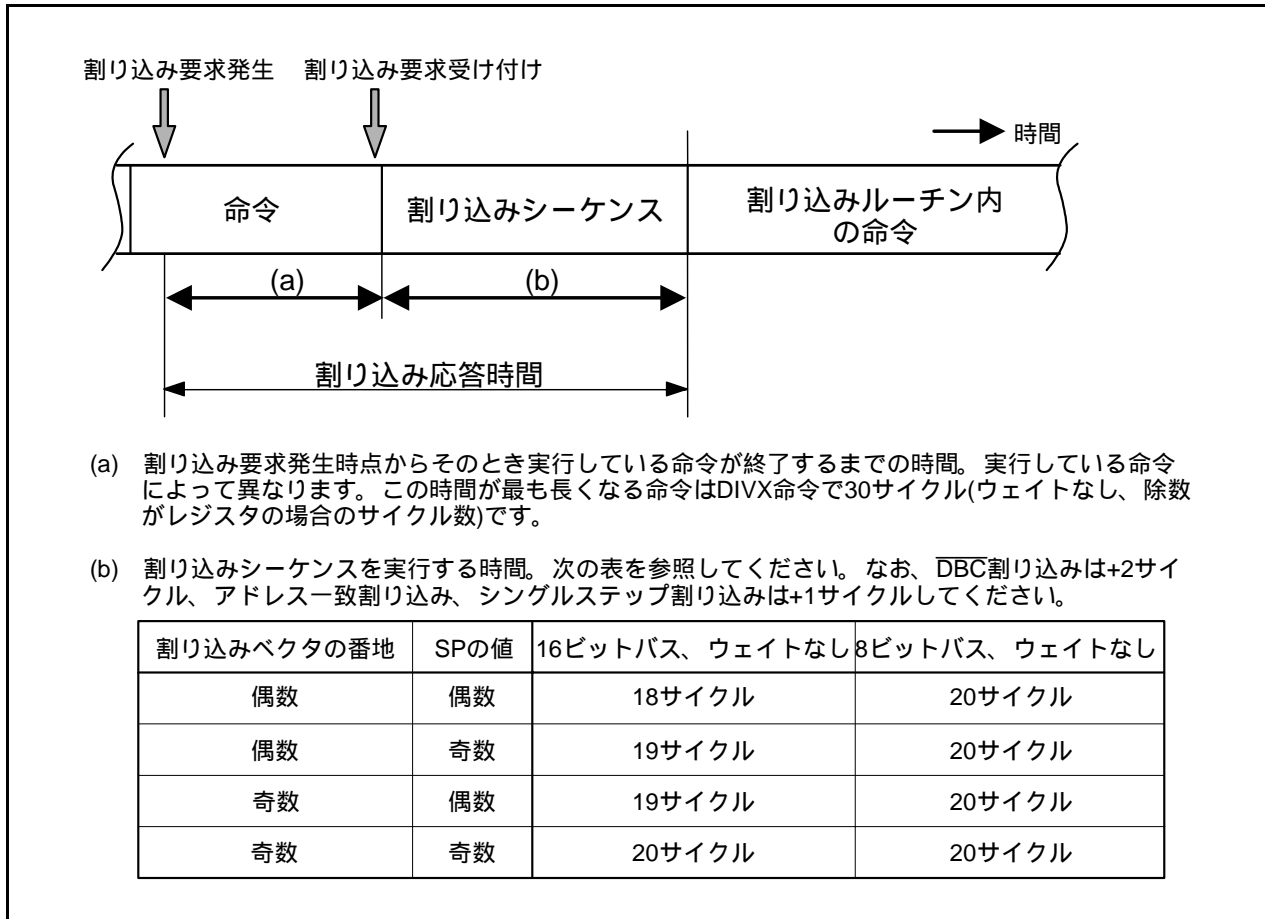 割り込み要求発生 割り込み要求受け付け
時間
命令 割り込みシーケンス 割り込みルーチン内
の命令
(a) (b)
割り込み応答時間
(a) 割り込み要求発生時点からそのとき実行している命令が終了するまでの時間。実行している命令
によって異なります。この時間が最も長くなる命令はDIVX命令で30サイクル(ウェイトなし、除数
がレジスタの場合のサイクル数)です。
(b) 割り込みシーケンスを実行する時間。次の表を参照してください。なお、D̅B̅C̅割り込みは+2サイ
クル、アドレス一致割り込み、シングルステップ割り込みは+1サイクルしてください。
割り込みベクタの番地 SPの値 16ビットバス、ウェイトなし 8ビットバス、ウェイトなし
偶数 偶数 18サイクル 20サイクル
偶数 奇数 19サイクル 20サイクル
奇数 偶数 19サイクル 20サイクル
奇数 奇数 20サイクル 20サイクル